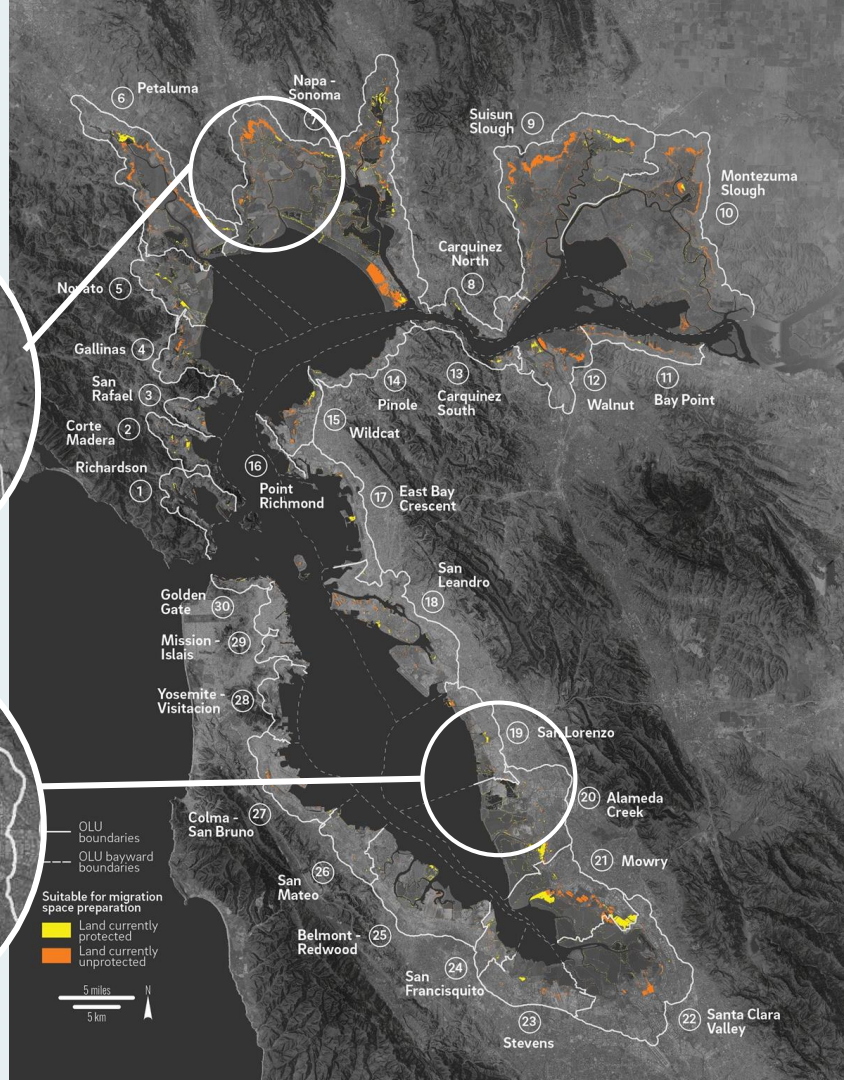 6
Petaluma
Napa -
Sonoma
7
Suisun
Slough
9
Montezuma
Slough
10
Carquinez
North
8
Novato
5
Gallinas
4
San
Rafael
3
Corte
Madera
2
Richardson
1
14
Pinole
13
Carquinez
South
12
Walnut
11
Bay Point
15
Wildcat
16
Point
Richmond
17
East Bay
Crescent
San
Leandro
18
Golden
Gate
30
Mission -
Islais
29
Yosemite -
Visitacion
28
19
San Lorenzo
20
Alameda
Creek
21
Mowry
27
Colma -
San Bruno
26
San
Mateo
25
Belmont -
Redwood
24
San
Francisquito
23
Stevens
22
Santa Clara
Valley
OLU
boundaries
OLU bayward
boundaries
Suitable for migration
space preparation
Land currently
protected
Land currently
unprotected
5 miles
5 km
N